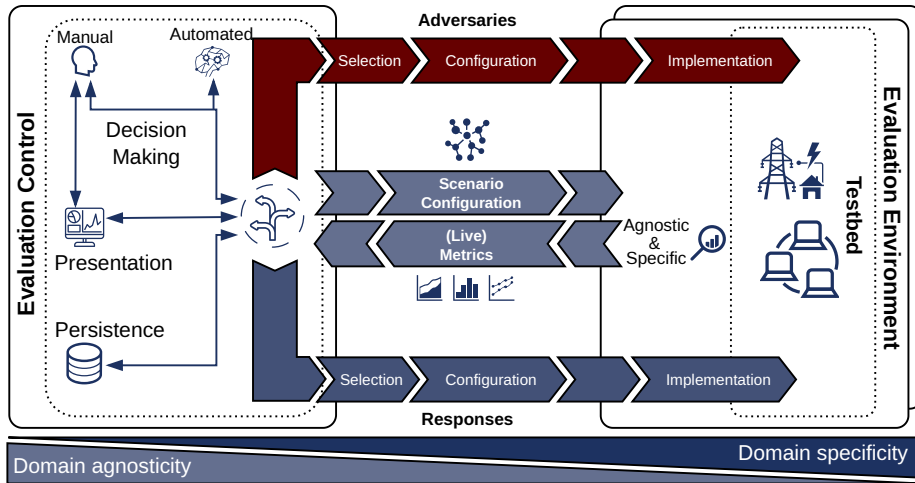 Adversaries
Manual
Automated
Selection
Configuration
Implementation
Evaluation Control
Decision
Making
Scenario
Configuration
(Live)
Metrics
Agnostic
&
Specific
Testbed
Evaluation Environment
Presentation
Persistence
Selection
Configuration
Implementation
Responses
Domain agnosticity
Domain specificity